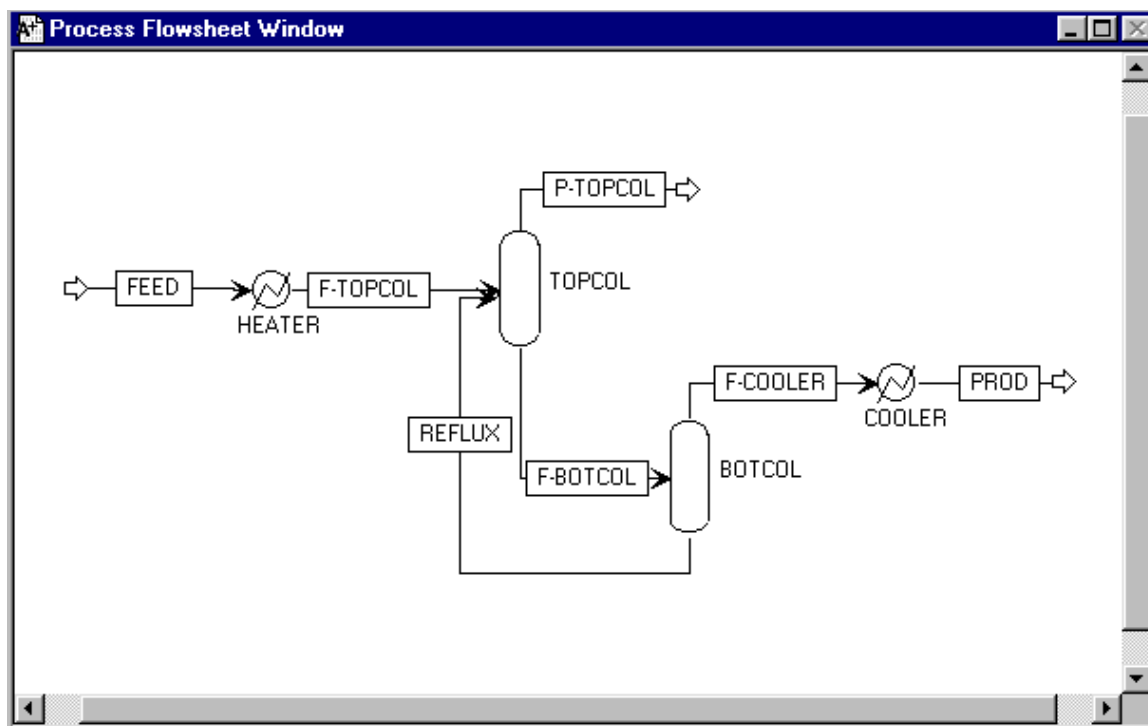 Process Flowsheet Window
P-TOPCOL
TOPCOL
FEED
F-TOPCOL
HEATER
F-COOLER
PROD
COOLER
REFLUX
F-BOTCOL
BOTCOL